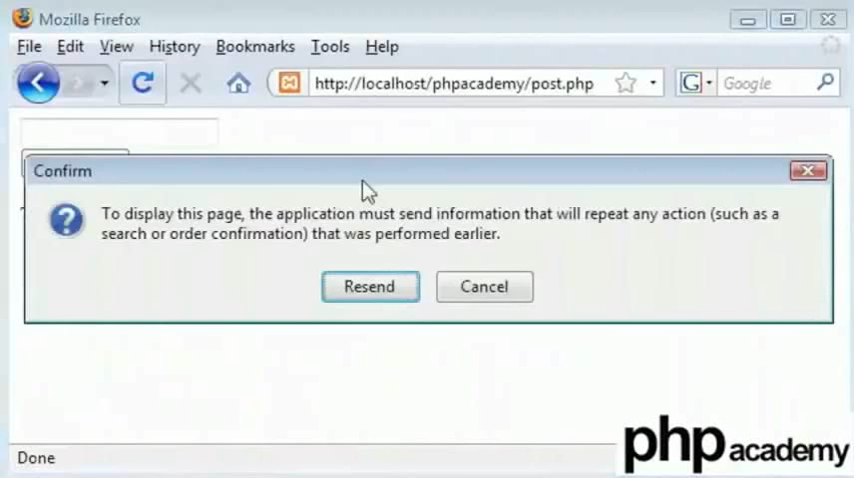 Mozilla Firefox
File Edit View History Bookmarks Tools Help
http://localhost/phpacademy/post.php G Google
Confirm
To display this page, the application must send information that will repeat any action (such as a
search or order confirmation) that was performed earlier.
Resend Cancel
Done
php academy